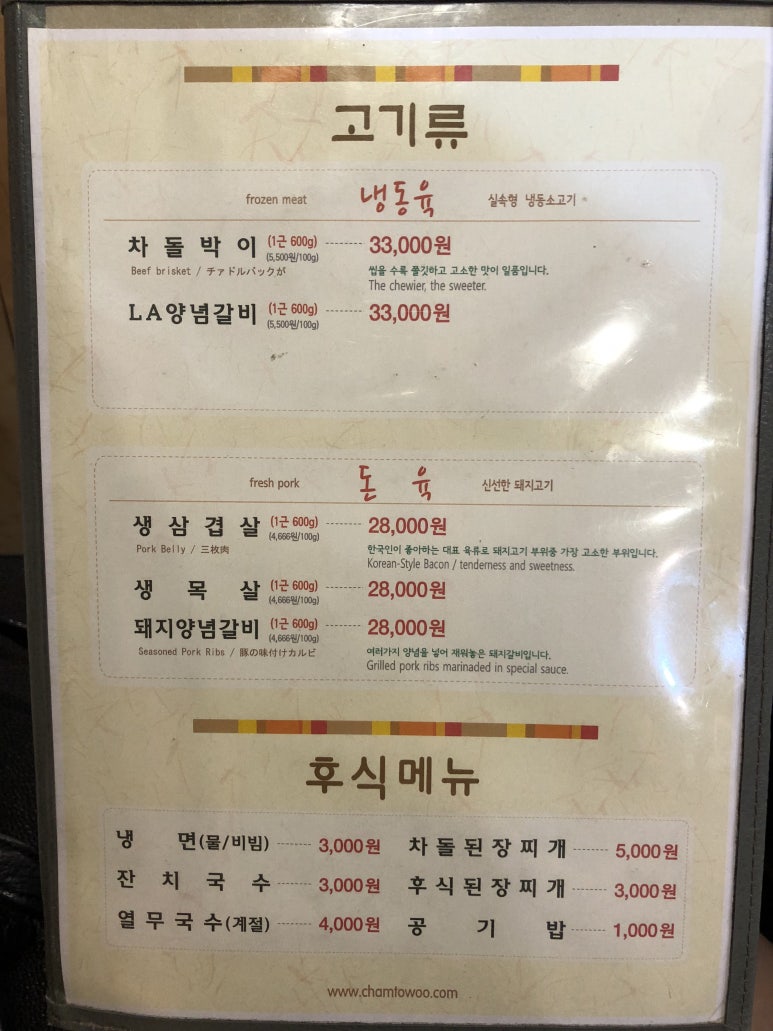 고기류
frozen meat 냉동육 실속형 냉동소고기
차돌박이 (1근 600g) 33,000원
(5,500원/100g)
Beef brisket / チァドルバックが
씹을 수록 쫄깃하고 고소한 맛이 일품입니다.
The chewier, the sweeter.
LA양념갈비 (1근 600g) 33,000원
(5,500원/100g)
fresh pork 돈육 신선한 돼지고기
생삼겹살 (1근 600g) 28,000원
(4,666원/100g)
Pork Belly / 三枚肉
한국인이 좋아하는 대표 육류로 돼지고기 부위중 가장 고소한 부위입니다.
Korean-Style Bacon / tenderness and sweetness.
생목살 (1근 600g) 28,000원
(4,666원/100g)
돼지양념갈비 (1근 600g) 28,000원
(4,666원/100g)
Seasoned Pork Ribs / 豚の味付けカルビ
여러가지 양념을 넣어 재워놓은 돼지갈비입니다.
Grilled pork ribs marinaded in special sauce.
후식메뉴
냉면(물/비빔) 3,000원
차돌된장찌개 5,000원
잔치국수 3,000원
후식된장찌개 3,000원
열무국수(계절) 4,000원
공기밥 1,000원
www.chamtowoo.com